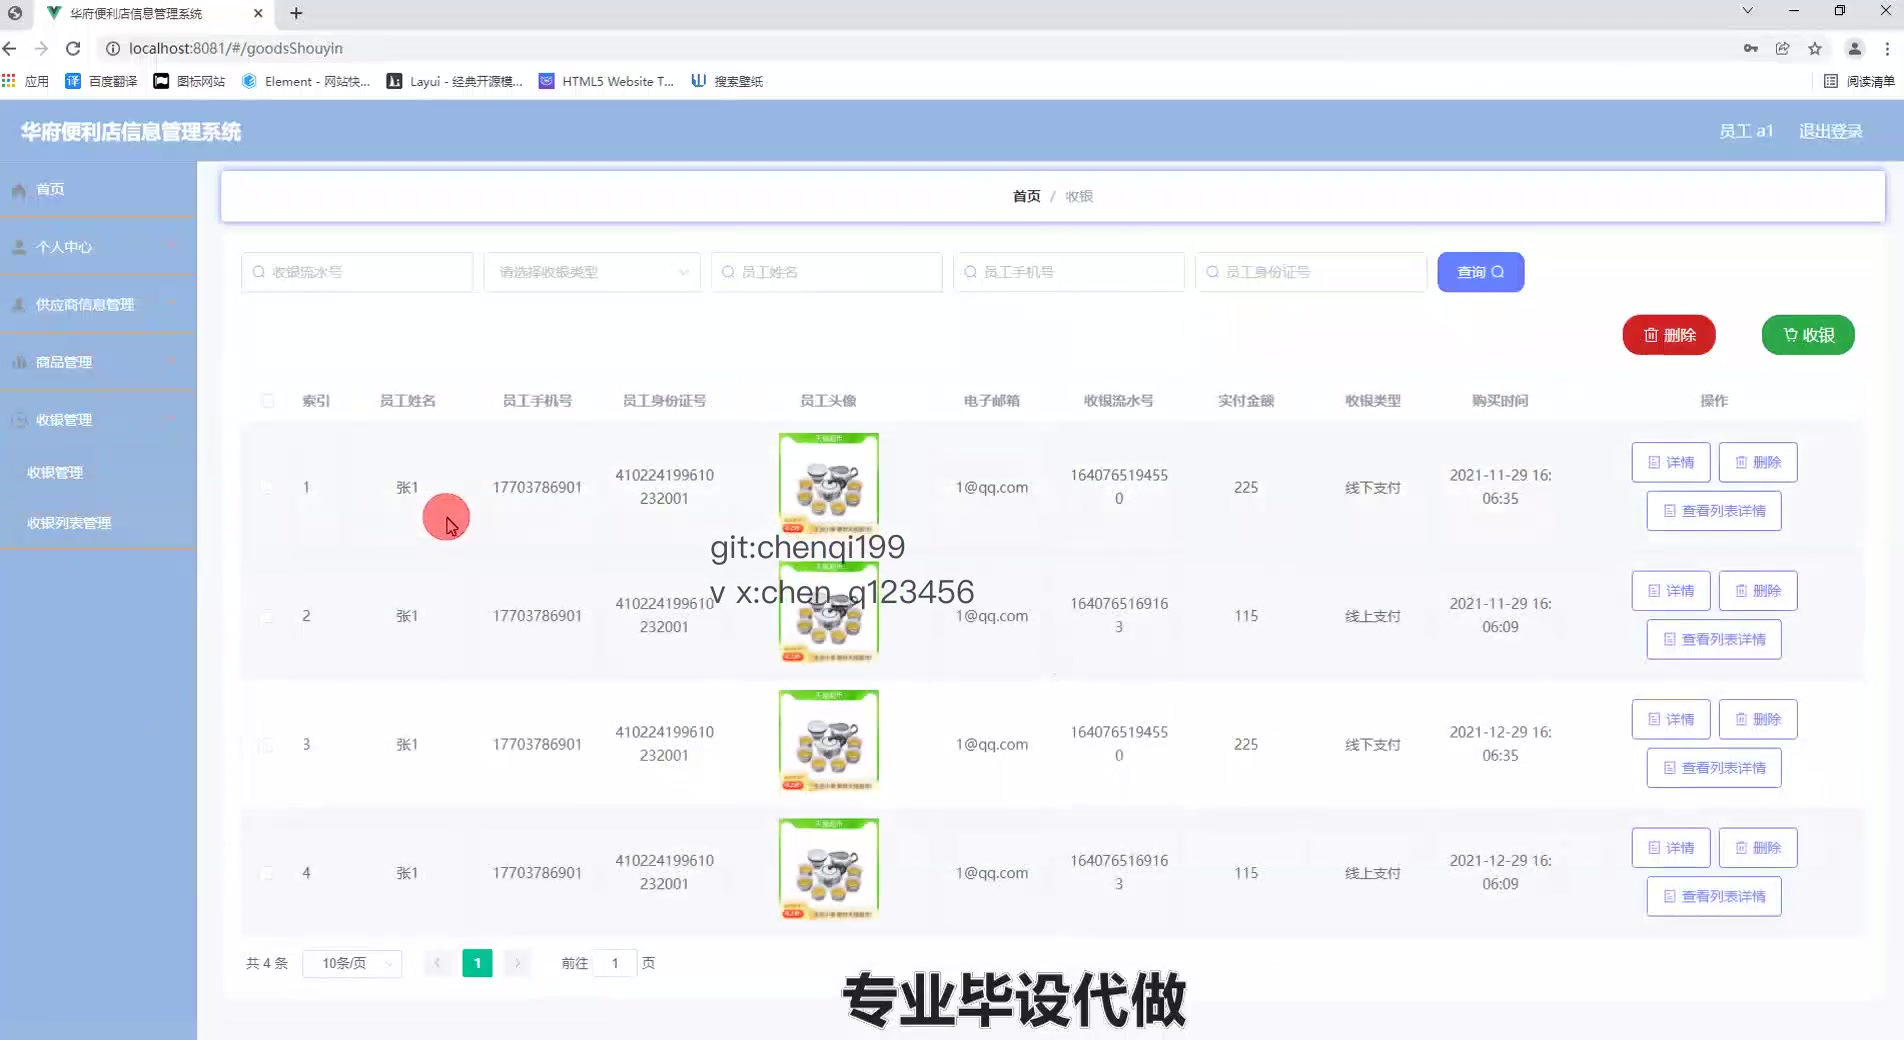 华府便利店信息管理系统
localhost:8081/#/goodsShouyin
应用 百度翻译 图标网站 Element - 网站快... Layui - 经典开源模... HTML5 Website T... 搜索壁纸 阅读清单
华府便利店信息管理系统 员工 a1 退出登录
首页
个人中心
供应商信息管理
商品管理
收银管理
收银管理
收银列表管理
首页 / 收银
收银流水号 请选择收银类型 员工姓名 员工手机号 员工身份证号 查询
删除 收银
索引 员工姓名 员工手机号 员工身份证号 员工头像 电子邮箱 收银流水号 实付金额 收银类型 购买时间 操作
1 张1 17703786901 410224199610232001 1@qq.com 1640765194550 225 线下支付 2021-11-29 16:06:35 详情 删除
查看列表详情
git:chenqi199
v x:chen_q123456
2 张1 17703786901 410224199610232001 1@qq.com 1640765169163 115 线上支付 2021-11-29 16:06:09 详情 删除
查看列表详情
3 张1 17703786901 410224199610232001 1@qq.com 1640765194550 225 线下支付 2021-12-29 16:06:35 详情 删除
查看列表详情
4 张1 17703786901 410224199610232001 1@qq.com 1640765169163 115 线上支付 2021-12-29 16:06:09 详情 删除
查看列表详情
共 4 条 10条/页 1 前往 1 页
专业毕设代做